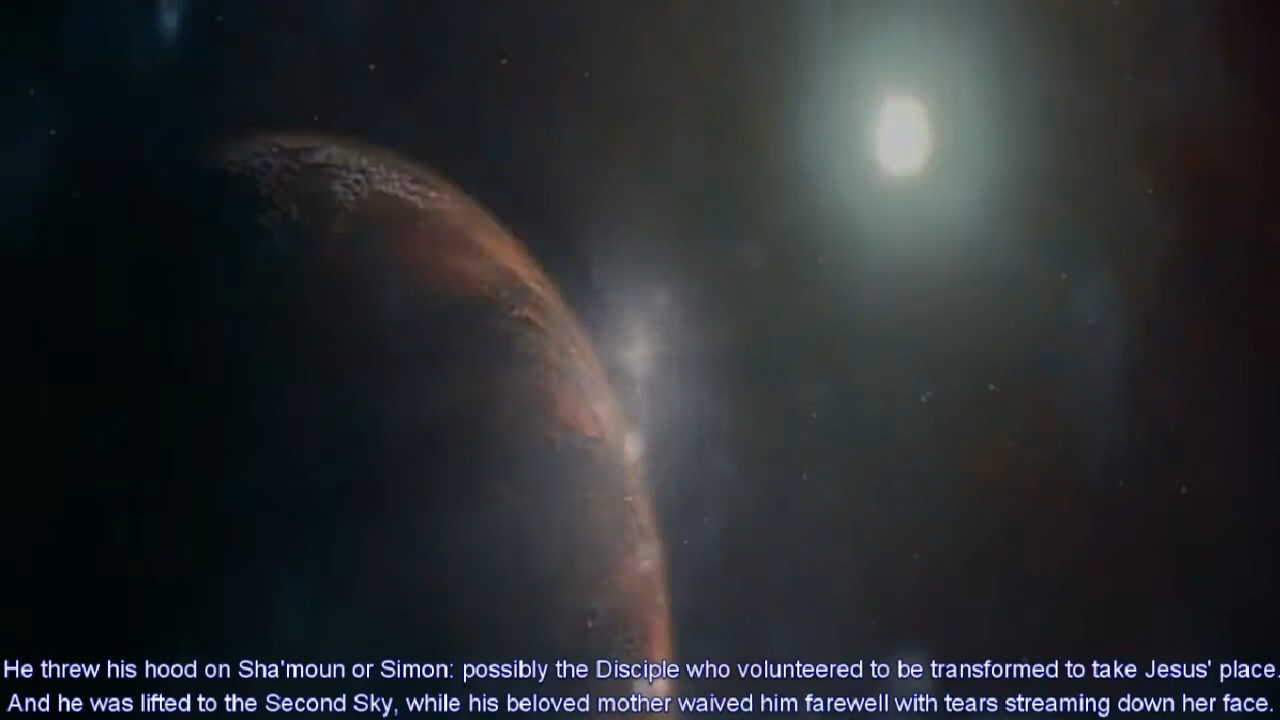 He threw his hood on Sha'moun or Simon: possibly the Disciple who volunteered to be transformed to take Jesus' place.
And he was lifted to the Second Sky, while his beloved mother waived him farewell with tears streaming down her face.